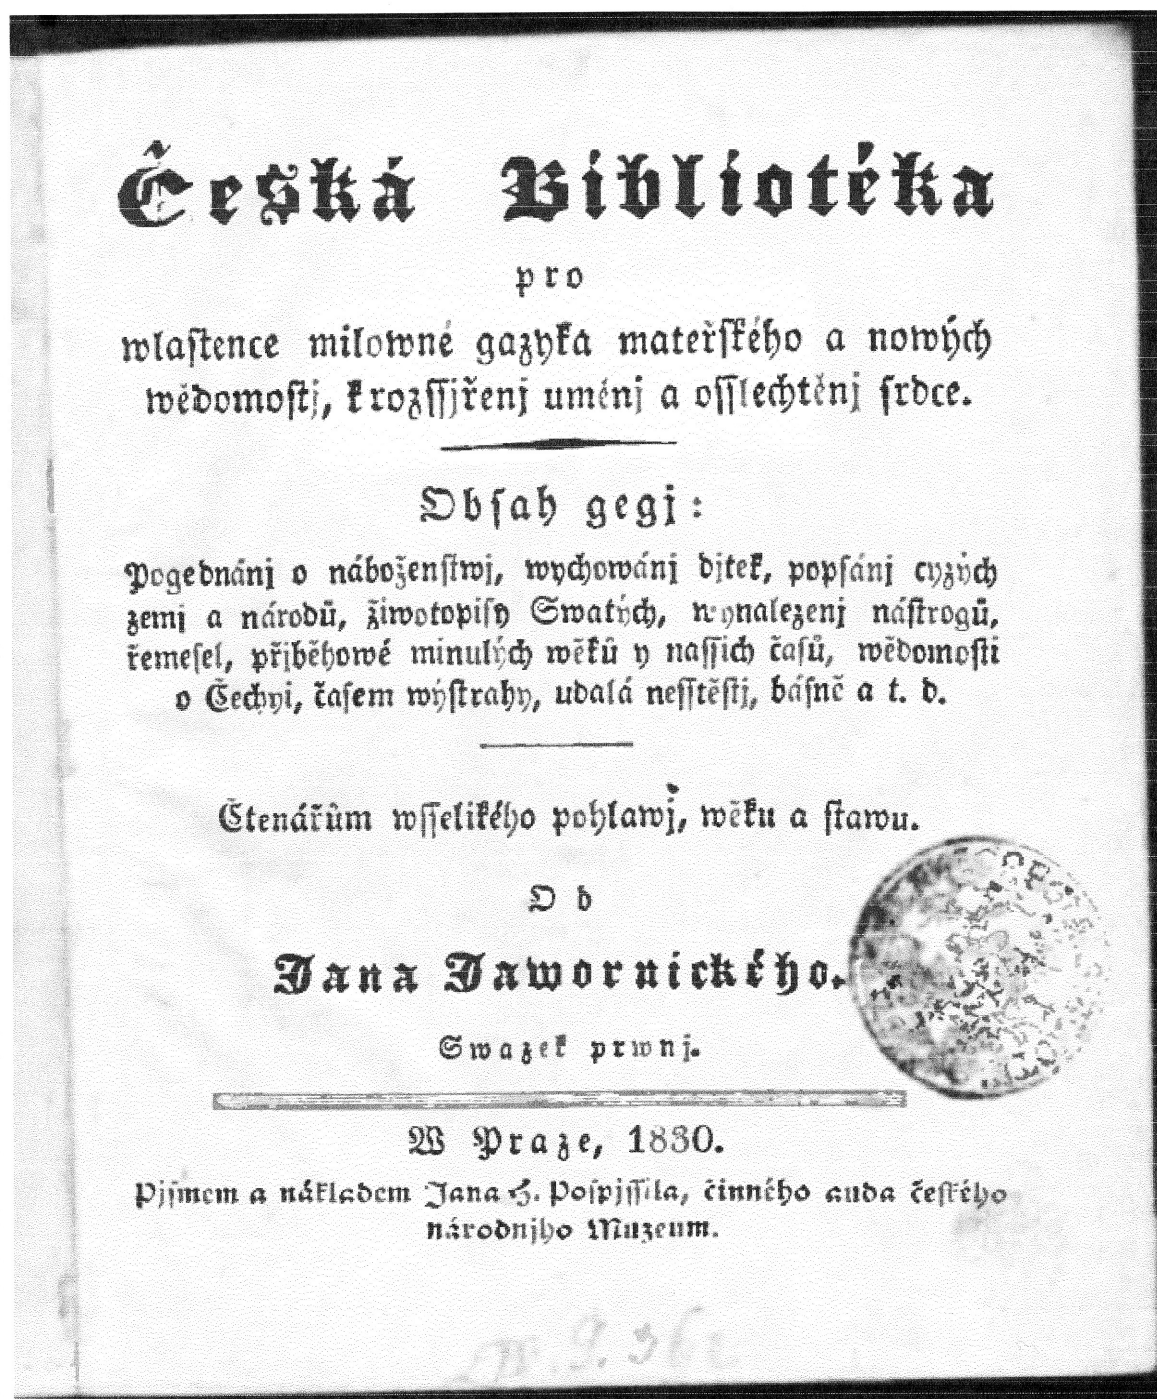 Česká Bibliotéka
pro
wlastence milowné gazyka mateřského a nowých
wědomostj, k rozssjřenj uměnj a osslechtěnj srdce.
Obsah gegj:
Pogednánj o náboženstwj, wychowánj djtek, popsánj cyzých
zemj a národů, žiwotopisy Swatých, wynalezenj nástrogů,
řemesel, přjběhowé minulých wěků y nassich časů, wědomosti
o Čechyi, časem wýstrahy, udalá nesstěstj, básně a t. d.
Čtenářům wsselikého pohlawj, wěku a stawu.
Od
Jana Jawornického.
Swazek prwnj.
W Praze, 1830.
Pjsmem a nákladem Jana H. Pospjssila, činného auda českého
národnjho Muzeum.